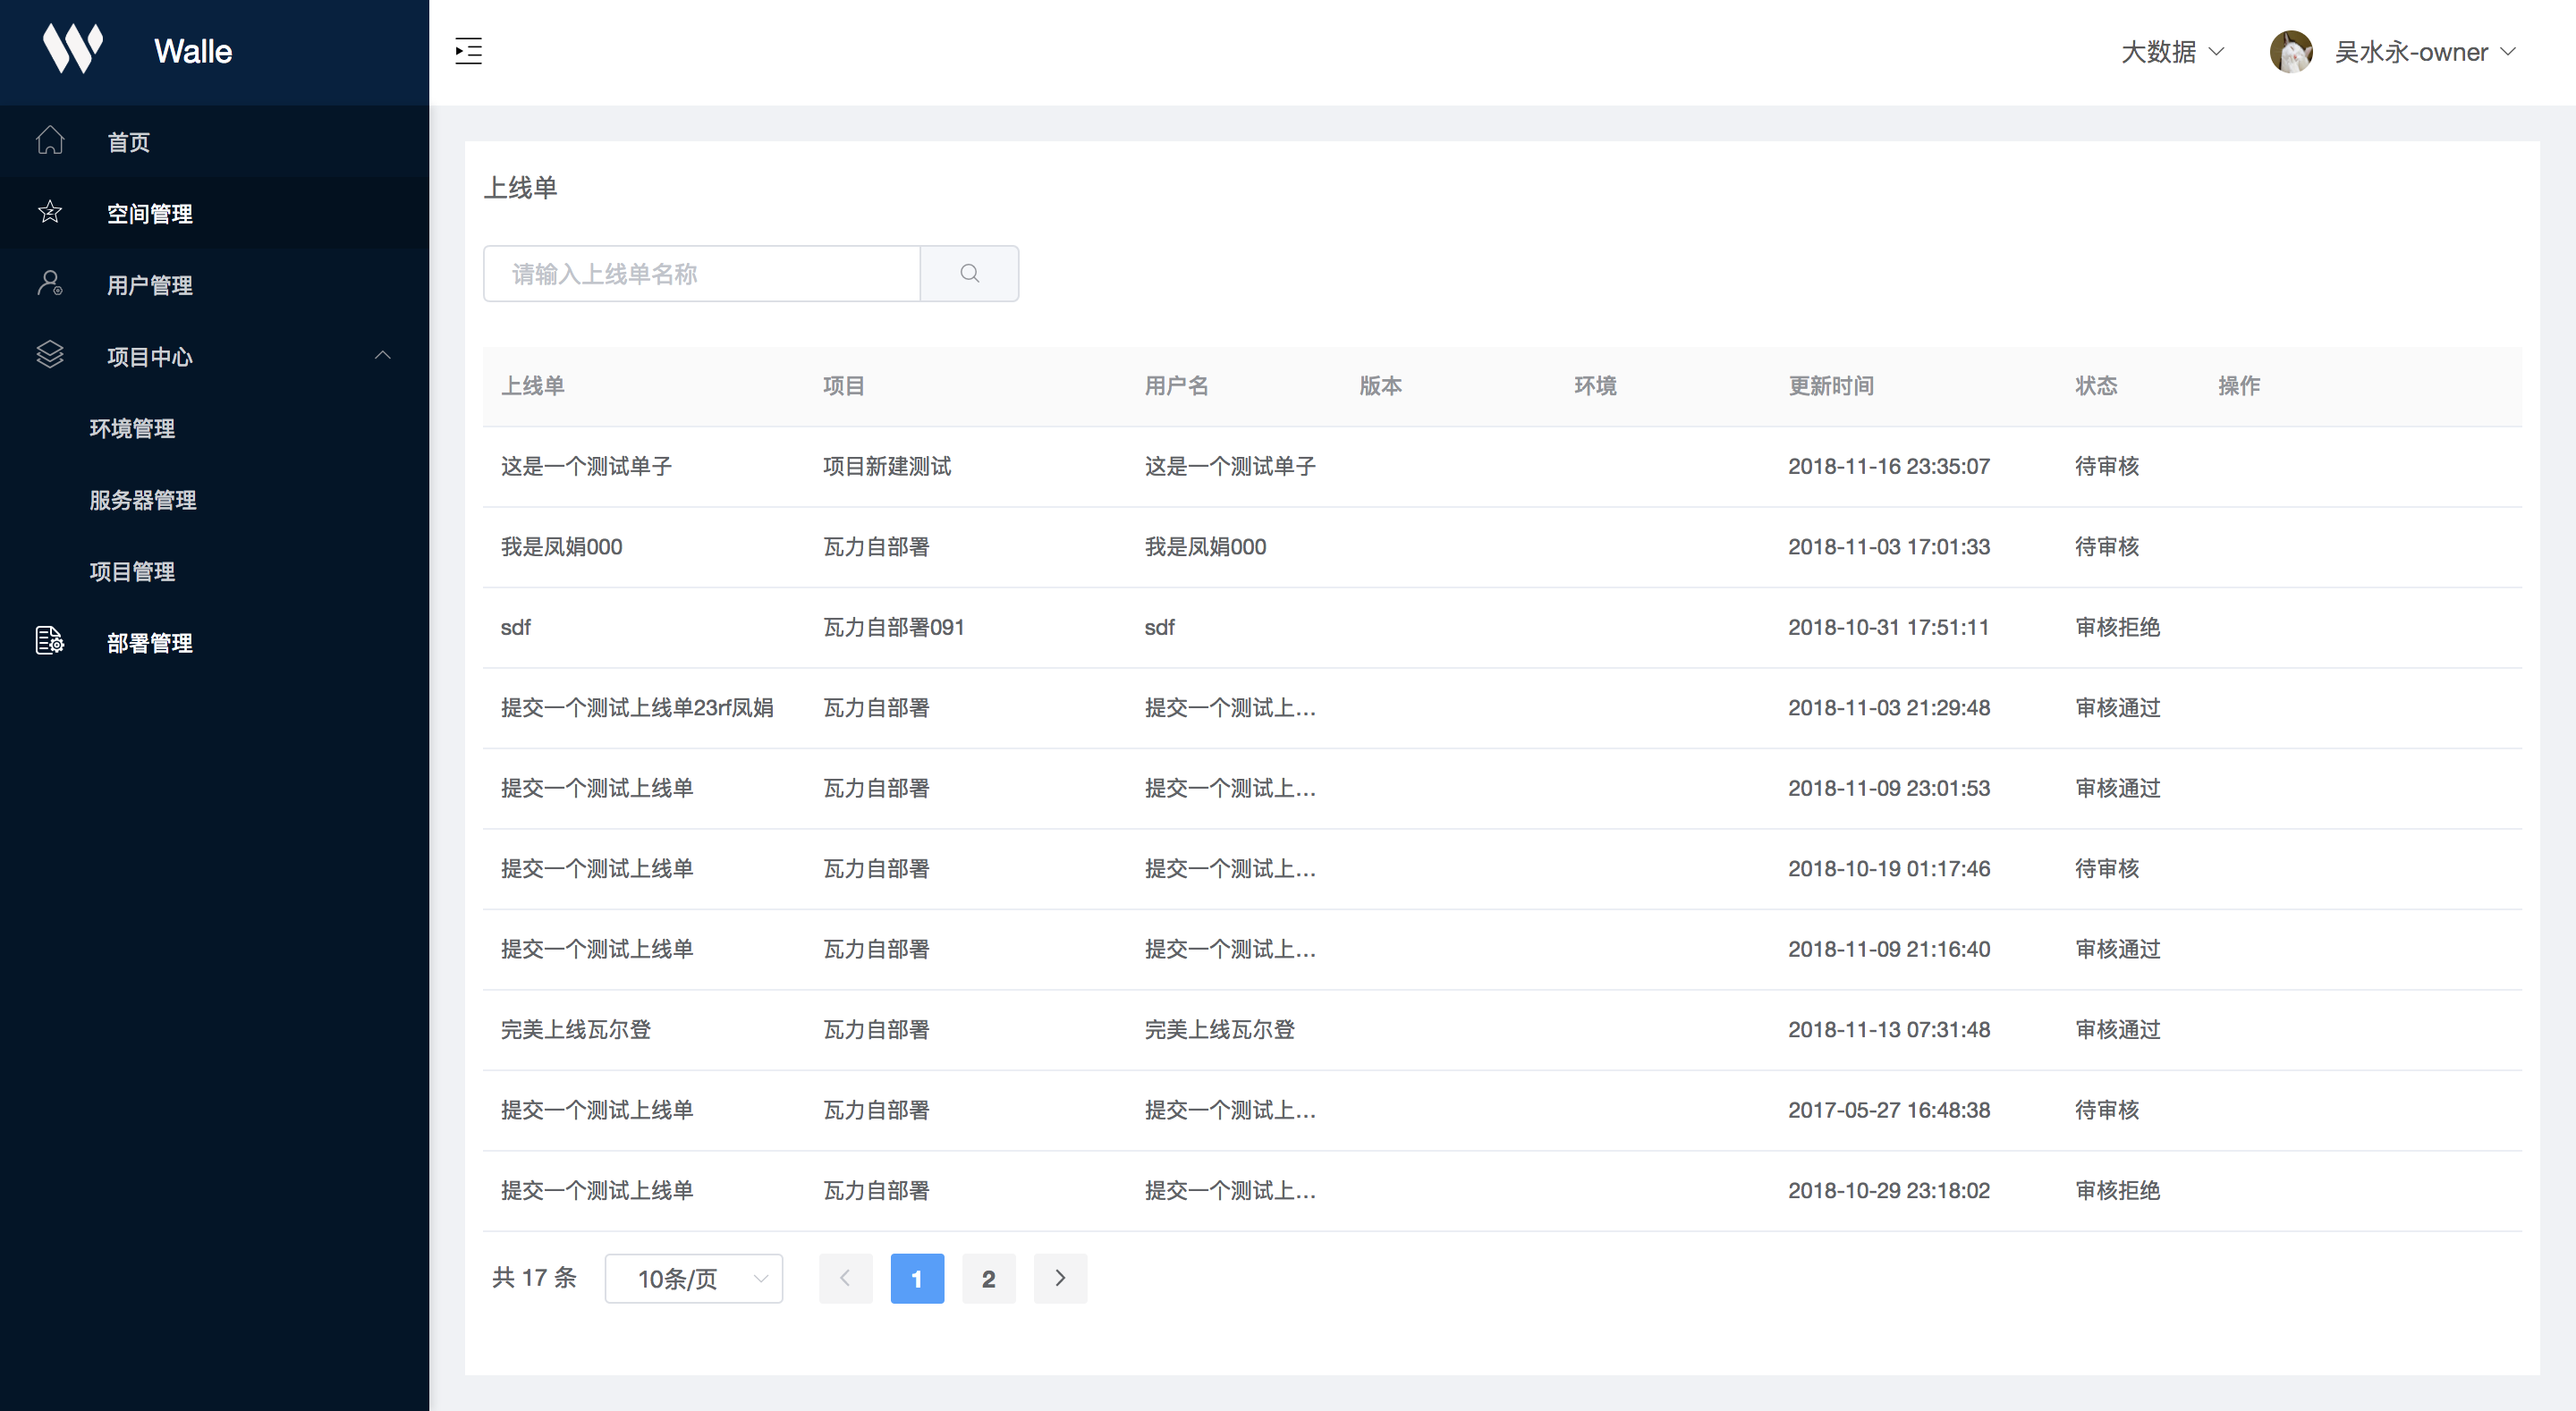 Walle
大数据
吴水永-owner
首页
空间管理
用户管理
项目中心
环境管理
服务器管理
项目管理
部署管理
上线单
请输入上线单名称
上线单 项目 用户名 版本 环境 更新时间 状态 操作
这是一个测试单子 项目新建测试 这是一个测试单子 2018-11-16 23:35:07 待审核
我是凤娟000 瓦力自部署 我是凤娟000 2018-11-03 17:01:33 待审核
sdf 瓦力自部署091 sdf 2018-10-31 17:51:11 审核拒绝
提交一个测试上线单23rf凤娟 瓦力自部署 提交一个测试上... 2018-11-03 21:29:48 审核通过
提交一个测试上线单 瓦力自部署 提交一个测试上... 2018-11-09 23:01:53 审核通过
提交一个测试上线单 瓦力自部署 提交一个测试上... 2018-10-19 01:17:46 待审核
提交一个测试上线单 瓦力自部署 提交一个测试上... 2018-11-09 21:16:40 审核通过
完美上线瓦尔登 瓦力自部署 完美上线瓦尔登 2018-11-13 07:31:48 审核通过
提交一个测试上线单 瓦力自部署 提交一个测试上... 2017-05-27 16:48:38 待审核
提交一个测试上线单 瓦力自部署 提交一个测试上... 2018-10-29 23:18:02 审核拒绝
共 17 条 10条/页 1 2